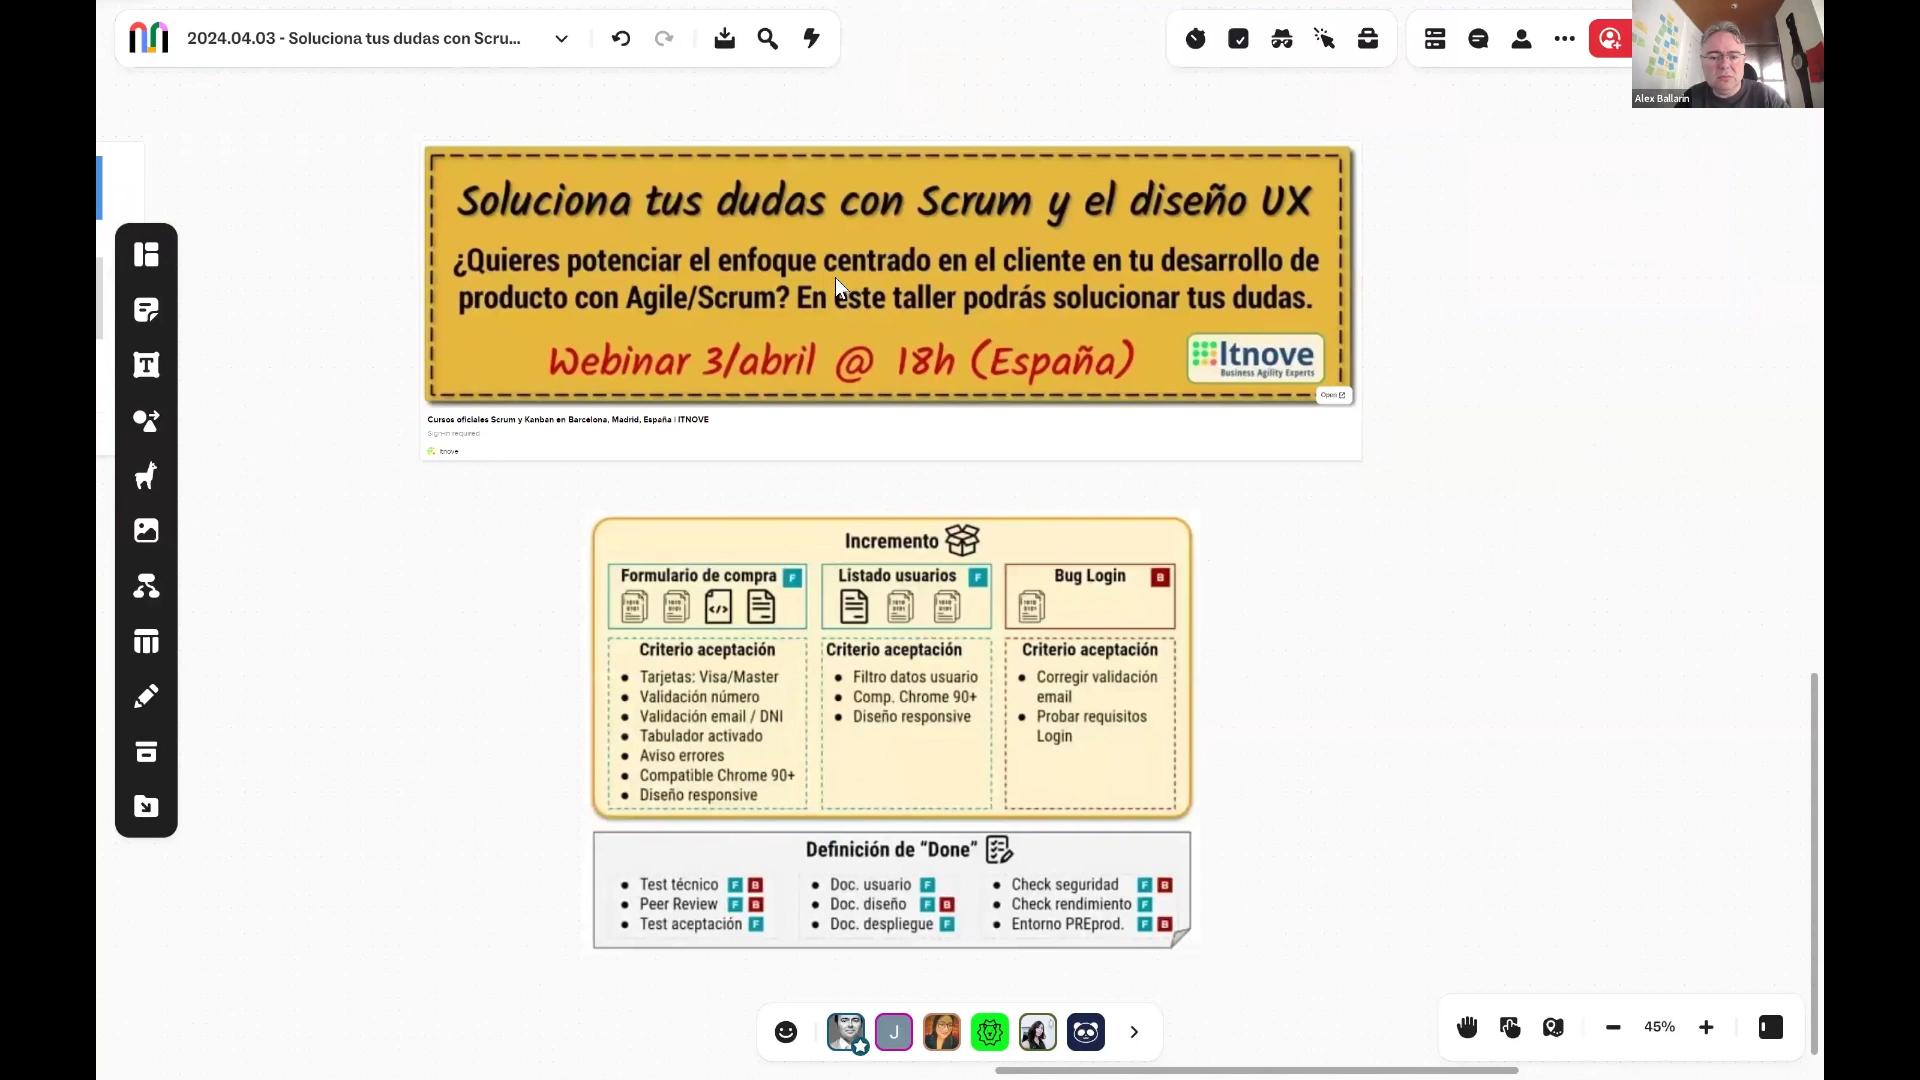 2024.04.03 - Soluciona tus dudas con Scru...
Alex Ballarin
Soluciona tus dudas con Scrum y el diseño UX
¿Quieres potenciar el enfoque centrado en el cliente en tu desarrollo de
producto con Agile/Scrum? En este taller podrás solucionar tus dudas.
Webinar 3/abril @ 18h (España)
Itnove
Business Agility Experts
Open
Cursos oficiales Scrum y Kanban en Barcelona, Madrid, España | ITNOVE
Sign-in required
Itnove
Incremento
Formulario de compra F
Criterio aceptación
• Tarjetas: Visa/Master
• Validación número
• Validación email / DNI
• Tabulador activado
• Aviso errores
• Compatible Chrome 90+
• Diseño responsive
Listado usuarios F
Criterio aceptación
• Filtro datos usuario
• Comp. Chrome 90+
• Diseño responsive
Bug Login B
Criterio aceptación
• Corregir validación
email
• Probar requisitos
Login
Definición de “Done”
• Test técnico F B
• Peer Review F B
• Test aceptación F
• Doc. usuario F
• Doc. diseño F B
• Doc. despliegue F
• Check seguridad F B
• Check rendimiento F
• Entorno PREprod. F B
J
45%